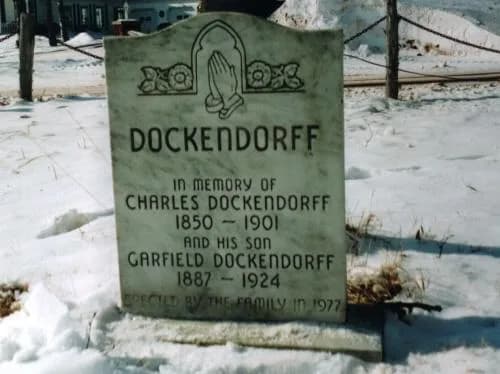 DOCKENDORFF
IN MEMORY OF
CHARLES DOCKENDORFF
1850 ~ 1901
AND HIS SON
GARFIELD DOCKENDORFF
1887 ~ 1924
ERECTED BY THE FAMILY IN 1977